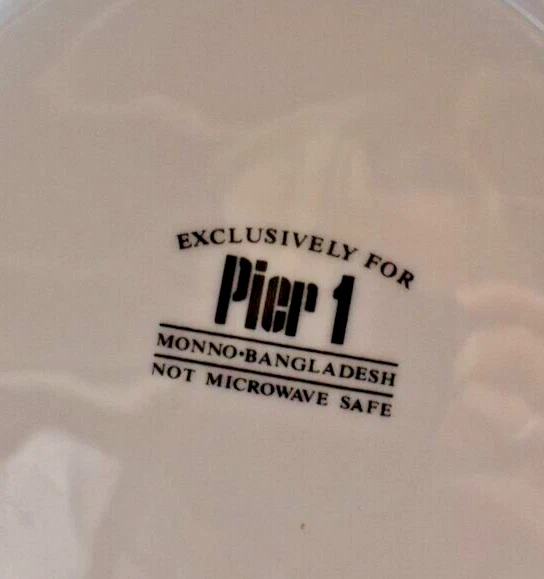 EXCLUSIVELY FOR
Pier 1
MONNO•BANGLADESH
NOT MICROWAVE SAFE